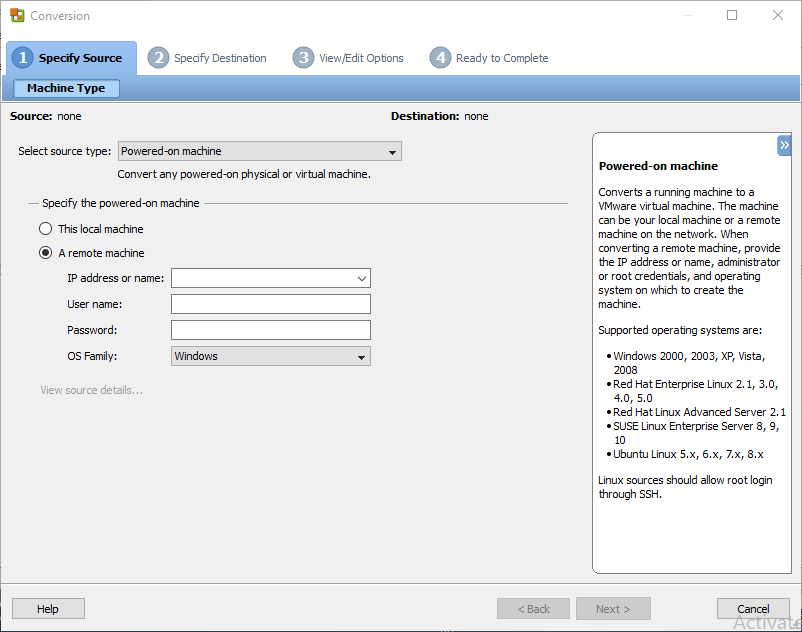 Conversion
1 Specify Source
2 Specify Destination
3 View/Edit Options
4 Ready to Complete
Machine Type
Source: none
Destination: none
Select source type: Powered-on machine
Convert any powered-on physical or virtual machine.
Specify the powered-on machine
This local machine
A remote machine
IP address or name:
User name:
Password:
OS Family: Windows
View source details...
»
Powered-on machine
Converts a running machine to a
VMware virtual machine. The machine
can be your local machine or a remote
machine on the network. When
converting a remote machine, provide
the IP address or name, administrator
or root credentials, and operating
system on which to create the
machine.
Supported operating systems are:
• Windows 2000, 2003, XP, Vista,
2008
• Red Hat Enterprise Linux 2.1, 3.0,
4.0, 5.0
• Red Hat Linux Advanced Server 2.1
• SUSE Linux Enterprise Server 8, 9,
10
• Ubuntu Linux 5.x, 6.x, 7.x, 8.x
Linux sources should allow root login
through SSH.
Help
< Back
Next >
Cancel
Activate